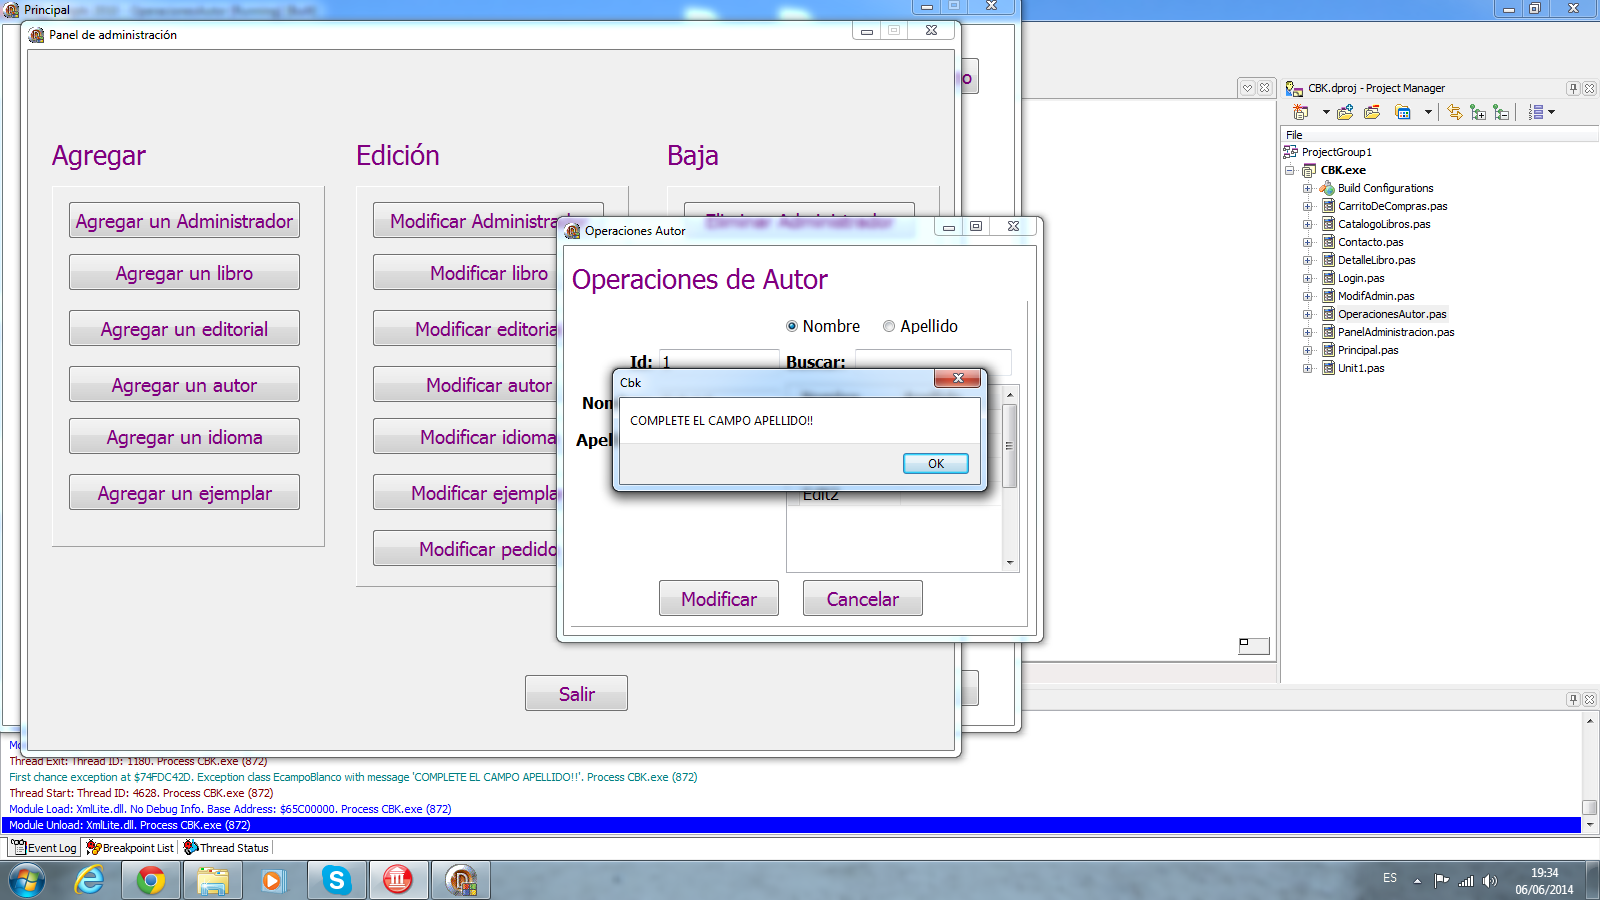 Principal
Panel de administración
Agregar
Edición
Baja
Agregar un Administrador
Agregar un libro
Agregar un editorial
Agregar un autor
Agregar un idioma
Agregar un ejemplar
Modificar
Modificar libro
Modificar
Modificar autor
Modificar idioma
Modificar
Modificar pedido
Eliminar Administrador
Salir
Operaciones Autor
Operaciones de Autor
Nombre
Apellido
Id: 1
Buscar:
Cbk
COMPLETE EL CAMPO APELLIDO!!
OK
Edit2
Modificar
Cancelar
CBK.dproj - Project Manager
File
ProjectGroup1
CBK.exe
Build Configurations
CarritoDeCompras.pas
CatalogoLibros.pas
Contacto.pas
DetalleLibro.pas
Login.pas
ModifAdmin.pas
OperacionesAutor.pas
PanelAdministracion.pas
Principal.pas
Unit1.pas
Thread Exit: Thread ID: 1180. Process CBK.exe (872)
First chance exception at $74FDC42D. Exception class EcampoBlanco with message 'COMPLETE EL CAMPO APELLIDO!!'. Process CBK.exe (872)
Thread Start: Thread ID: 4628. Process CBK.exe (872)
Module Load: XmlLite.dll. No Debug Info. Base Address: $65C00000. Process CBK.exe (872)
Module Unload: XmlLite.dll. Process CBK.exe (872)
Event Log
Breakpoint List
Thread Status
ES
19:34
06/06/2014